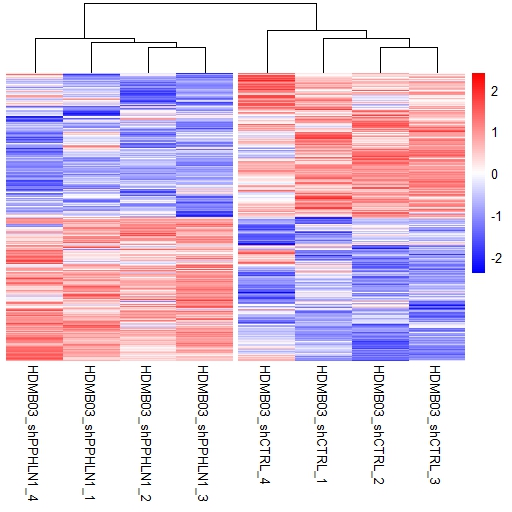 2
1
0
-1
-2
HDMB03_shPPHLN1_4
HDMB03_shPPHLN1_1
HDMB03_shPPHLN1_2
HDMB03_shPPHLN1_3
HDMB03_shCTRL_4
HDMB03_shCTRL_1
HDMB03_shCTRL_2
HDMB03_shCTRL_3